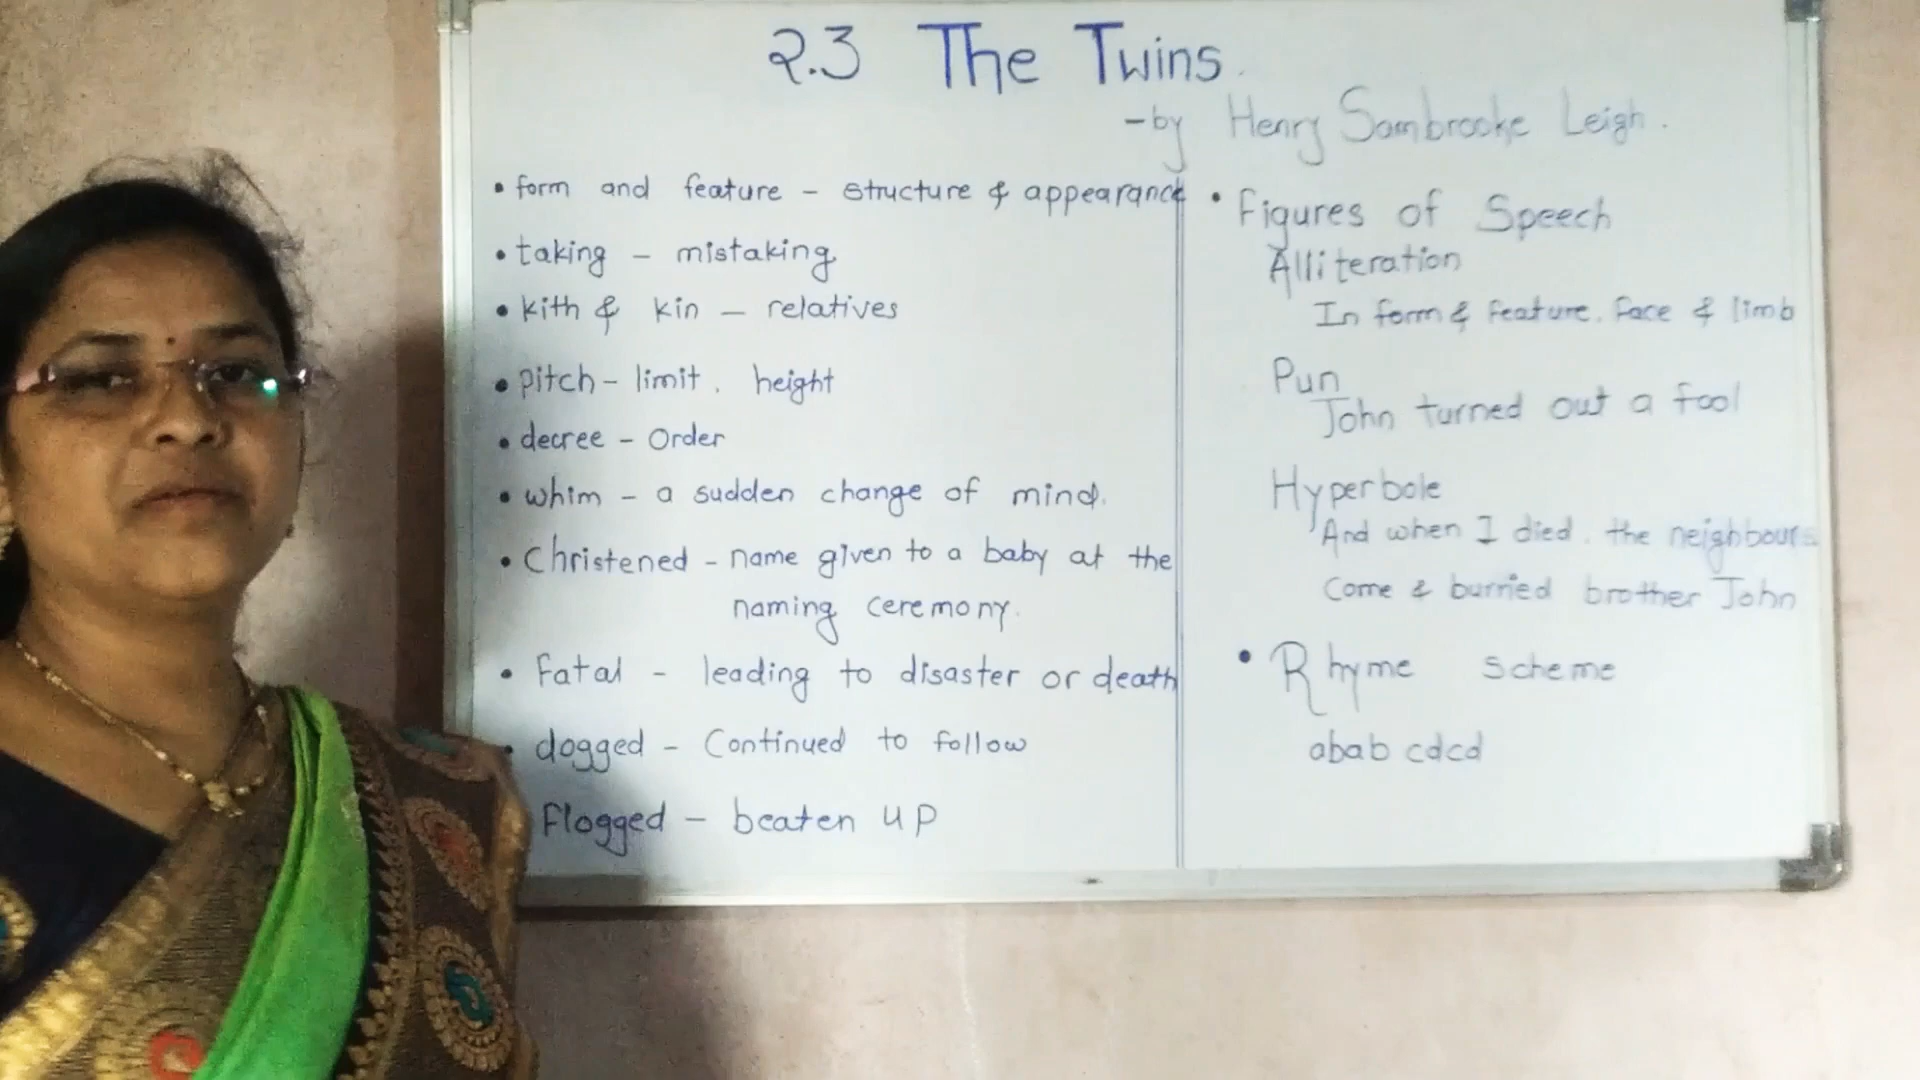 2.3 The Twins
-by Henry Sambrooke Leigh.
• form and feature - structure & appearance
• taking - mistaking
• kith & kin - relatives
• pitch - limit, height
• decree - Order
• whim - a sudden change of mind.
• Christened - name given to a baby at the
naming ceremony.
• Fatal - leading to disaster or death
• dogged - Continued to follow
Flogged - beaten up
• Figures of Speech
Alliteration
In form & feature. Face & limb
Pun
John turned out a fool
Hyperbole
And when I died. the neighbours
Come & burried brother John
• Rhyme scheme
abab cdcd